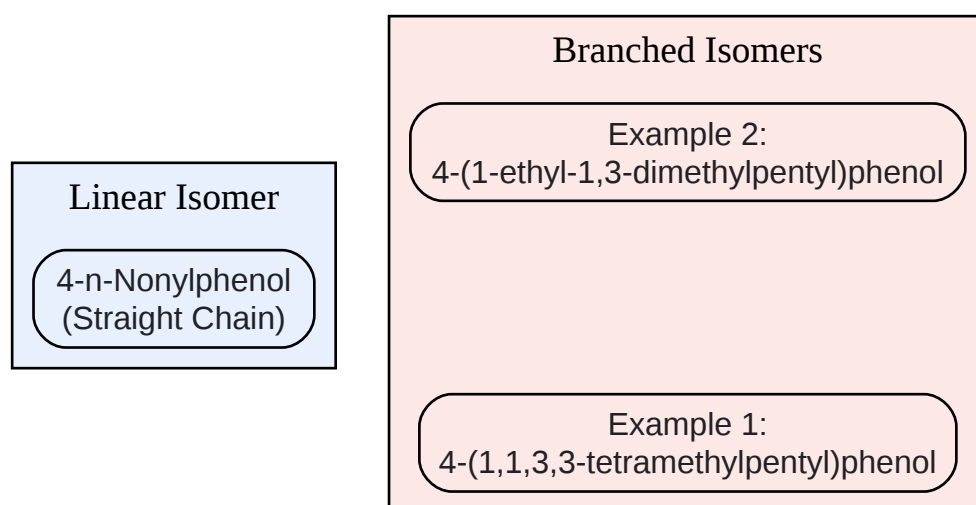 Linear Isomer
4-n-Nonylphenol
(Straight Chain)
Branched Isomers
Example 2:
4-(1-ethyl-1,3-dimethylpentyl)phenol
Example 1:
4-(1,1,3,3-tetramethylpentyl)phenol